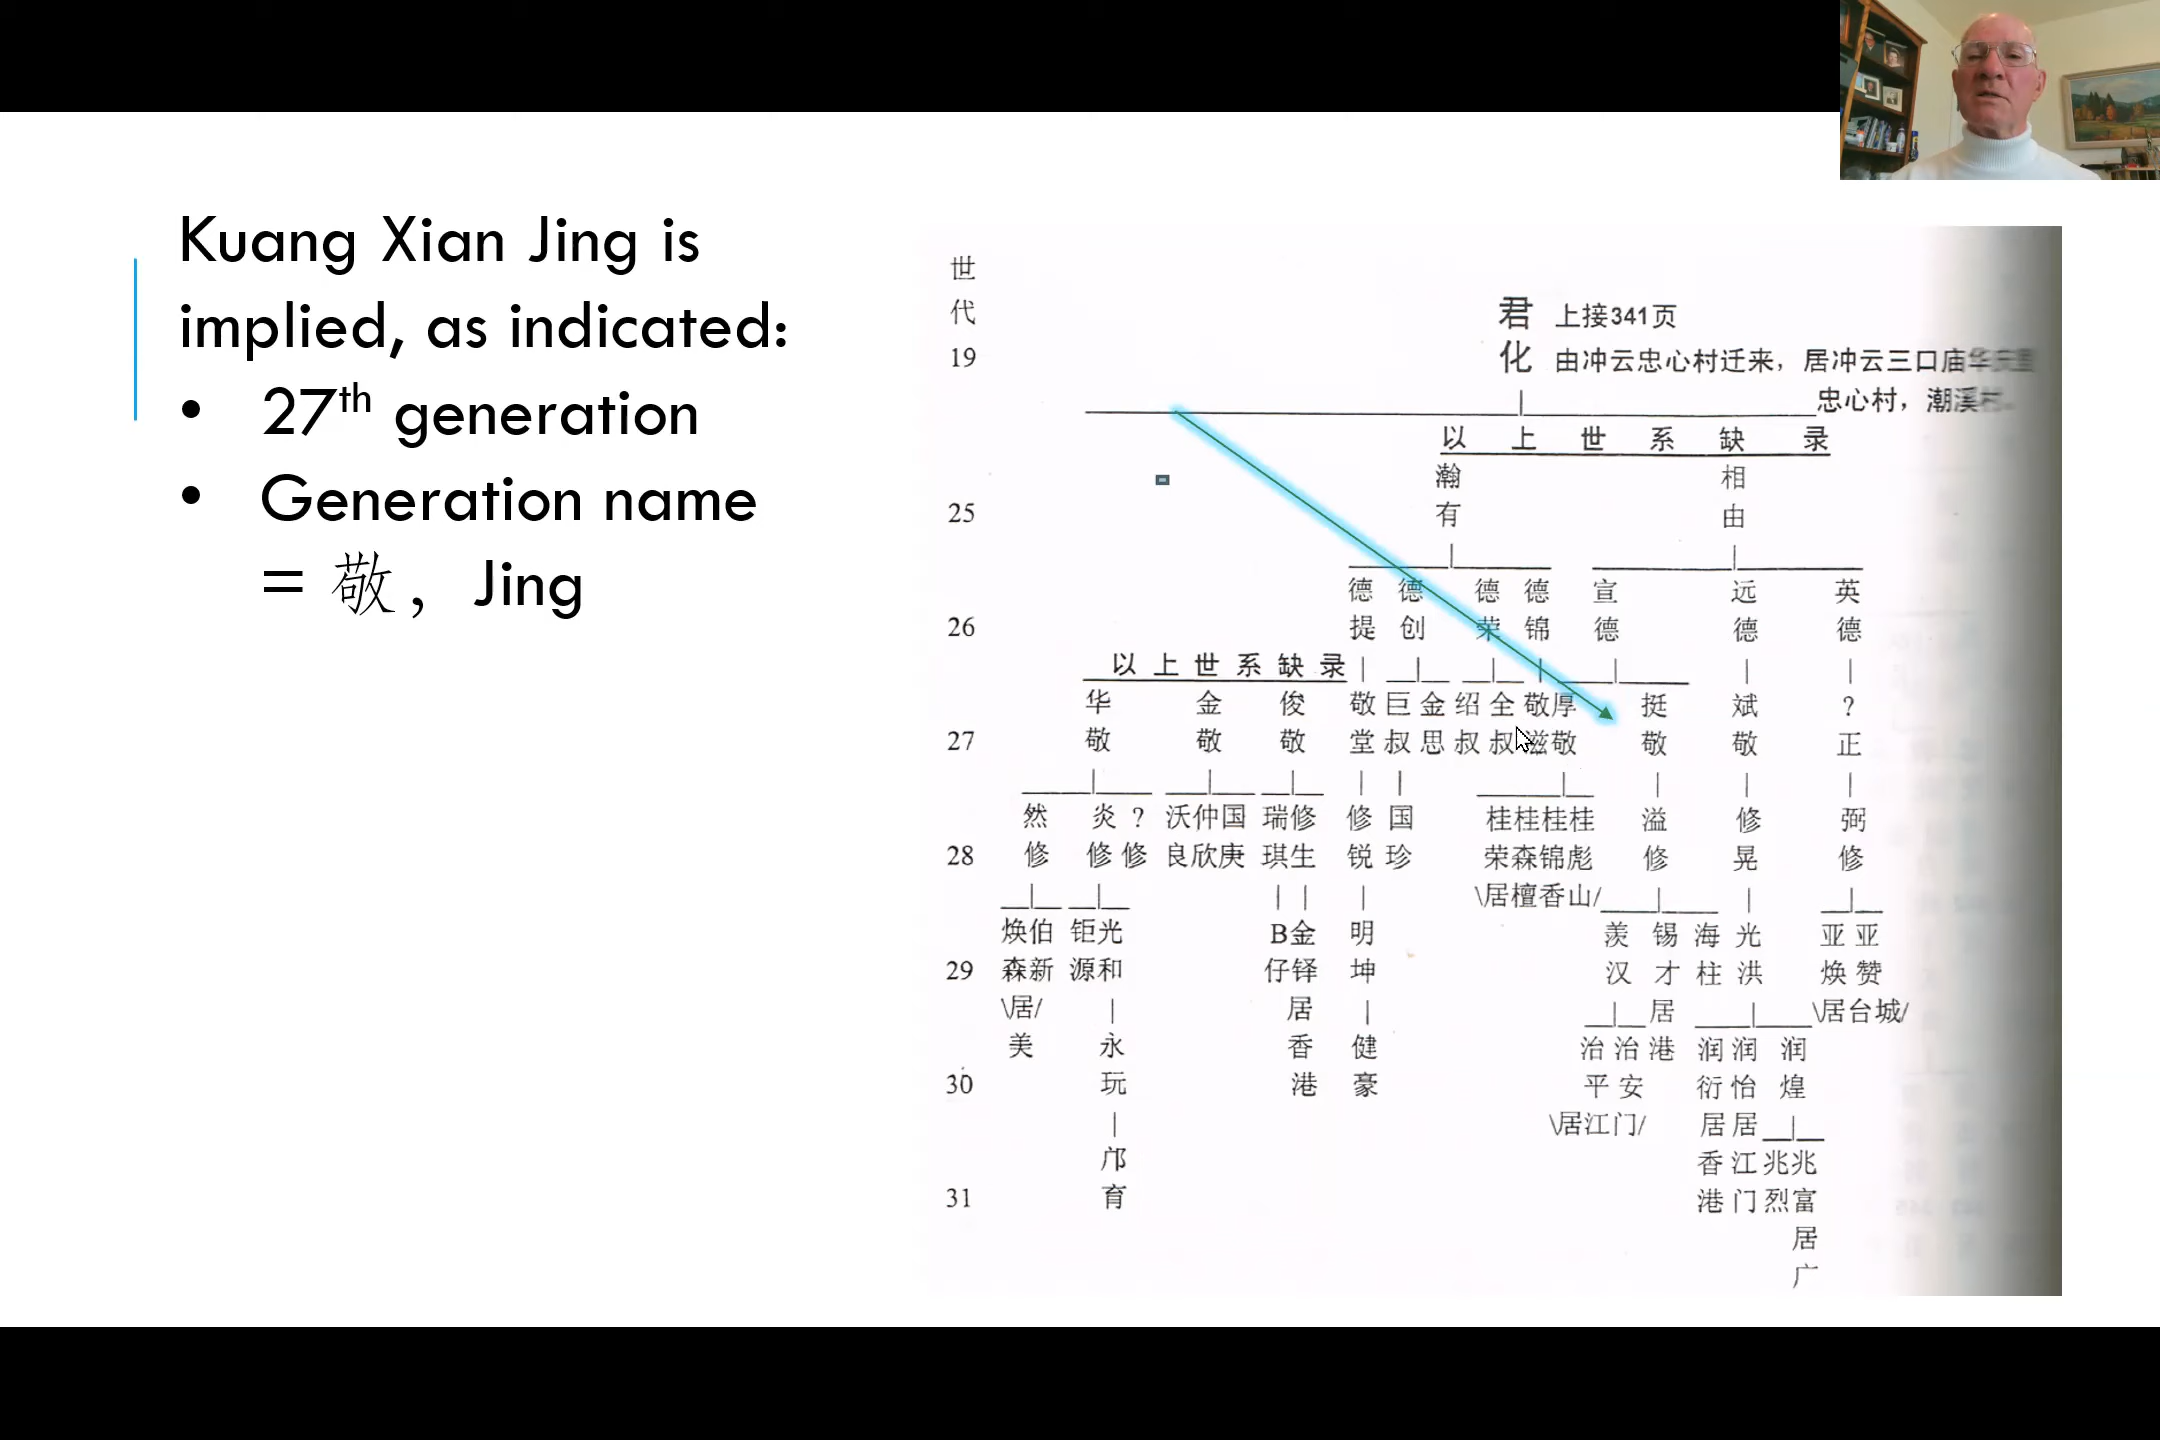 Kuang Xian Jing is
implied, as indicated:
• 27th generation
• Generation name
= 敬, Jing
世
代
19
君 上接341页
化 由冲云忠心村迁来，居冲云三口庙华
忠心村，潮溪村。
以 上 世 系 缺 录
瀚 相
25 有 由
德 德 德 德 宣 远 英
26 提 创 荣 锦 德 德 德
以 上 世 系 缺 录
华 金 俊 敬 巨 金 绍 全 敬 厚 挺 斌 ?
27 敬 敬 敬 堂 叔 思 叔 叔 滋 敬 敬 敬 正
然 炎 ? 沃 仲 国 瑞 修 修 国 桂 桂 桂 桂 溢 修 弼
28 修 修 修 良 欣 庚 琪 生 锐 珍 荣 森 锦 彪 修 晃 修
\居檀香山/
焕 伯 钜 光 B 金 明 羨 锡 海 光 亚 亚
29 森 新 源 和 仔 铎 坤 汉 才 柱 洪 焕 赞
\居/ 居 居 \居台城/
美 永 香 健 治 治 港 润 润 润
30 玩 港 豪 平 安 衍 怡 煌
\居江门/ 居 居
邝 香 江 兆 兆
31 育 港 门 烈 富
居
广